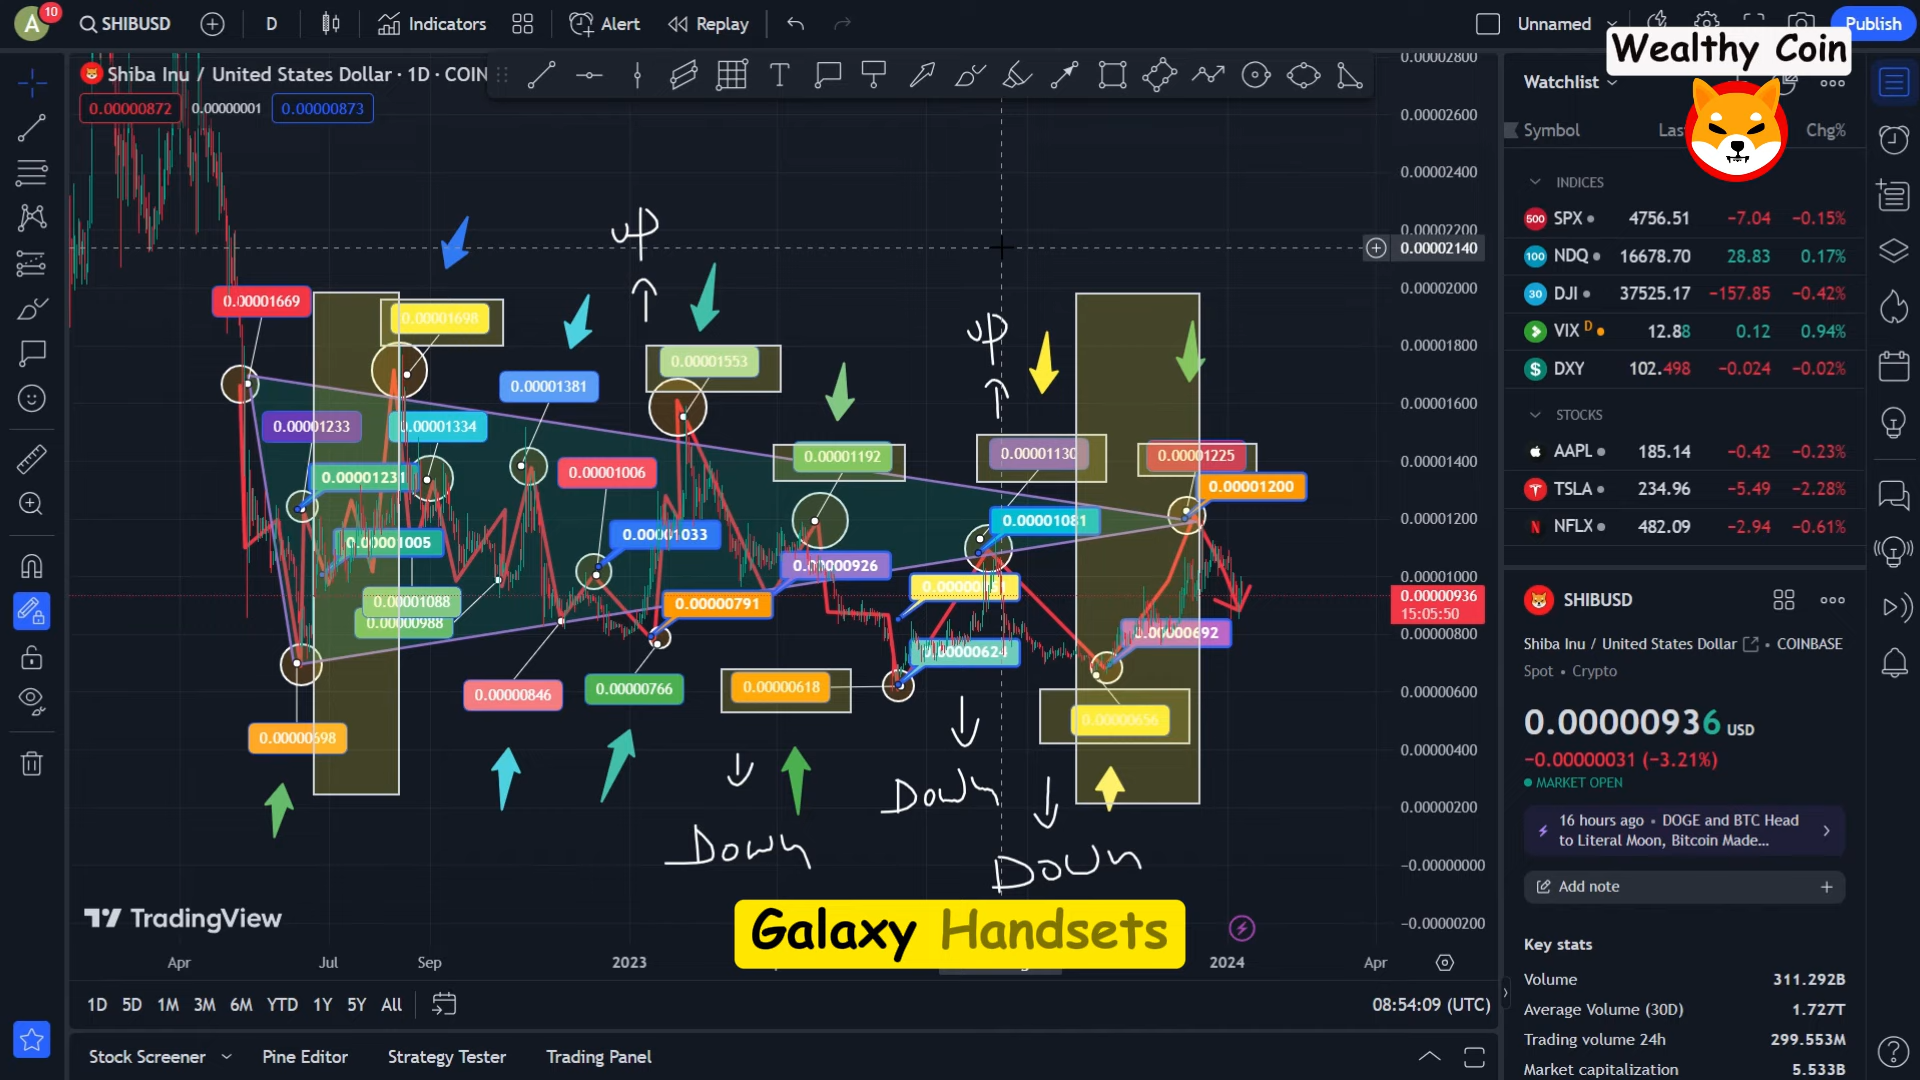 A 10 SHIBUSD D Indicators Alert Replay Unnamed Publish
Wealthy Coin
Shiba Inu / United States Dollar · 1D · COIN
0.00000872 0.00000001 0.00000873
0.00002800
0.00002600
0.00002400
0.00002200
0.00002140
0.00002000
0.00001800
0.00001600
0.00001400
0.00001200
0.00001000
0.00000936
15:05:50
0.00000800
0.00000600
0.00000400
0.00000200
−0.00000000
−0.00000200
up
up
0.00001669
0.00001698
0.00001553
0.00001381
0.00001233
0.00001334
0.00001192
0.00001130
0.00001225
0.00001231
0.00001006
0.00001200
0.00001081
0.00001005
0.00001033
0.00000926
0.00001088
0.00000988
0.00000791
0.00000692
0.00000624
0.00000846
0.00000766
0.00000618
0.00000656
0.00000698
Down
Down
Down
TradingView
Galaxy Handsets
Apr Jul Sep 2023 2024 Apr
1D 5D 1M 3M 6M YTD 1Y 5Y All
08:54:09 (UTC)
Stock Screener Pine Editor Strategy Tester Trading Panel
Watchlist
Symbol Las Chg%
INDICES
500 SPX 4756.51 −7.04 −0.15%
100 NDQ 16678.70 28.83 0.17%
30 DJI 37525.17 −157.85 −0.42%
VIX D 12.88 0.12 0.94%
$ DXY 102.498 −0.024 −0.02%
STOCKS
AAPL 185.14 −0.42 −0.23%
TSLA 234.96 −5.49 −2.28%
N NFLX 482.09 −2.94 −0.61%
SHIBUSD
Shiba Inu / United States Dollar • COINBASE
Spot • Crypto
0.00000936 USD
−0.00000031 (−3.21%)
MARKET OPEN
16 hours ago • DOGE and BTC Head
to Literal Moon, Bitcoin Made...
Add note
Key stats
Volume 311.292B
Average Volume (30D) 1.727T
Trading volume 24h 299.553M
Market capitalization 5.533B